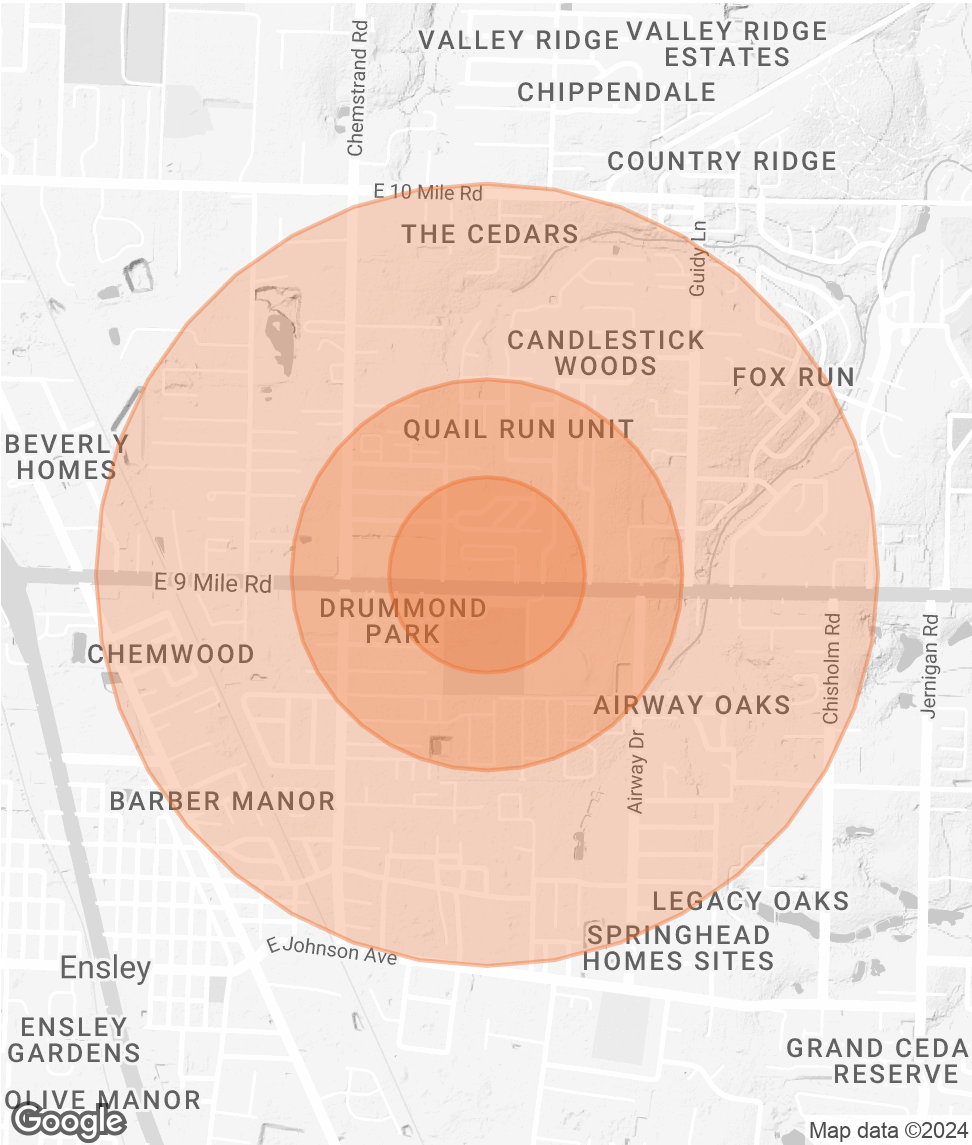 VALLEY RIDGE
VALLEY RIDGE
ESTATES
CHIPPENDALE
Chemstrand Rd
COUNTRY RIDGE
E 10 Mile Rd
THE CEDARS
Guidy Ln
CANDLESTICK
WOODS
FOX RUN
QUAIL RUN UNIT
BEVERLY
HOMES
E 9 Mile Rd
DRUMMOND
PARK
CHEMWOOD
Chisholm Rd
Jernigan Rd
AIRWAY OAKS
Airway Dr
BARBER MANOR
LEGACY OAKS
SPRINGHEAD
HOMES SITES
E Johnson Ave
Ensley
ENSLEY
GARDENS
GRAND CEDA
RESERVE
OLIVE MANOR
Google
Map data ©2024